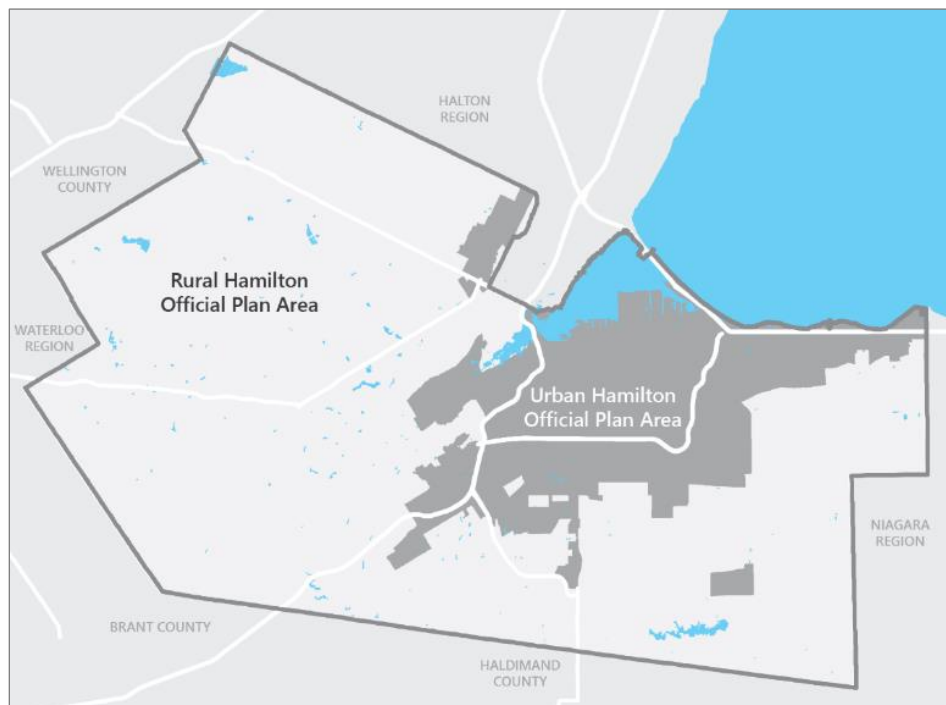 HALTON
REGION
WELLINGTON
COUNTY
Rural Hamilton
Official Plan Area
WATERLOO
REGION
Urban Hamilton
Official Plan Area
NIAGARA
REGION
BRANT COUNTY
HALDIMAND
COUNTY